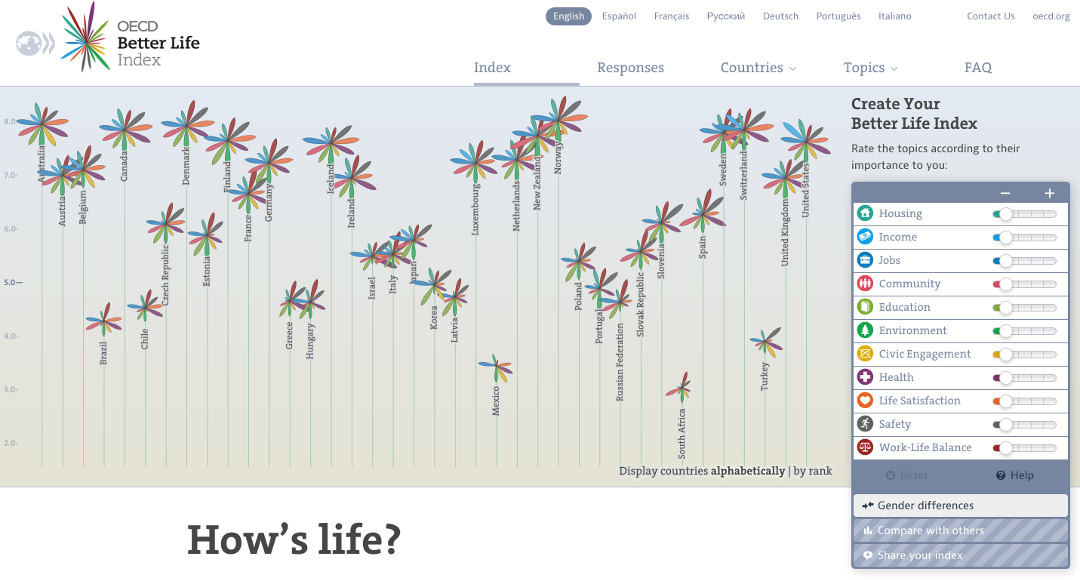 OECD
Better Life
Index
English Español Français Русский Deutsch Português Italiano Contact Us oecd.org
Index Responses Countries Topics FAQ
8.0-
7.0-
6.0-
5.0-
4.0-
3.0-
2.0-
Australia
Austria
Belgium
Brazil
Canada
Chile
Czech Republic
Denmark
Estonia
Finland
France
Germany
Greece
Hungary
Iceland
Ireland
Israel
Italy
Japan
Korea
Latvia
Luxembourg
Mexico
Netherlands
New Zealand
Norway
Poland
Portugal
Russian Federation
Slovak Republic
Slovenia
South Africa
Spain
Sweden
Switzerland
Turkey
United Kingdom
United States
Display countries alphabetically | by rank
Create Your
Better Life Index
Rate the topics according to their
importance to you:
− +
Housing
Income
Jobs
Community
Education
Environment
Civic Engagement
Health
Life Satisfaction
Safety
Work-Life Balance
Reset Help
Gender differences
Compare with others
Share your index
How's life?